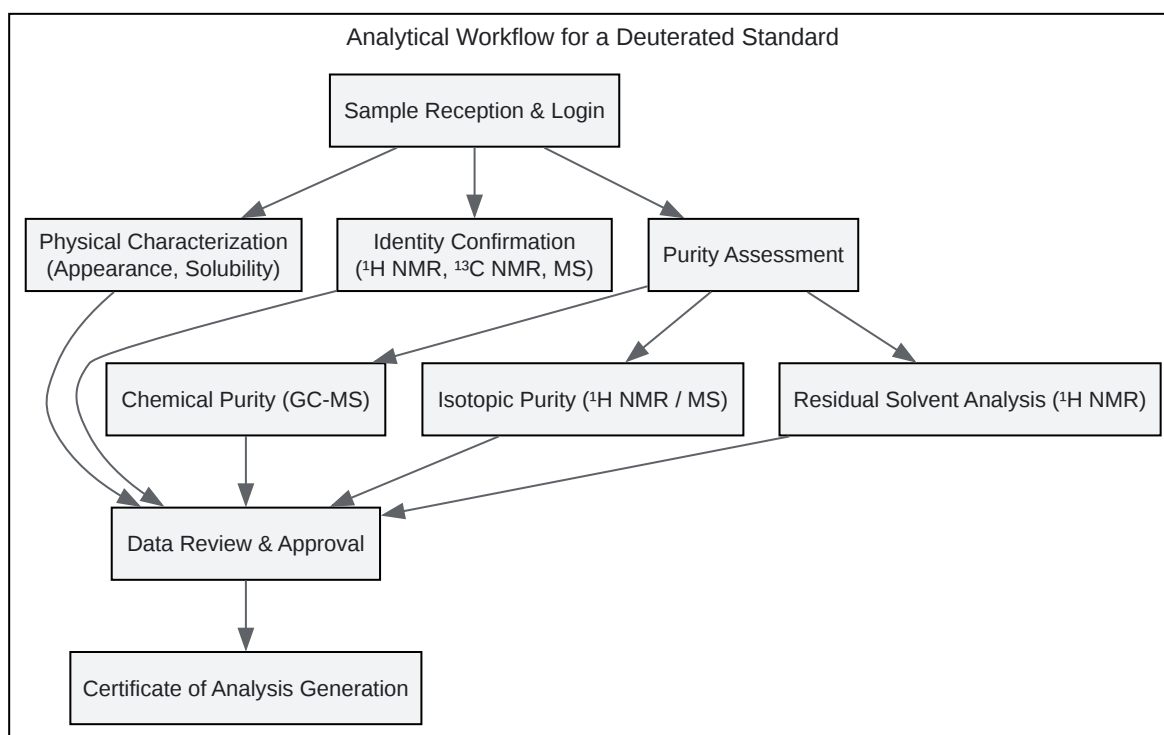 Analytical Workflow for a Deuterated Standard
Sample Reception & Login
Physical Characterization
(Appearance, Solubility)
Identity Confirmation
(¹H NMR, ¹³C NMR, MS)
Purity Assessment
Chemical Purity (GC-MS)
Isotopic Purity (¹H NMR / MS)
Residual Solvent Analysis (¹H NMR)
Data Review & Approval
Certificate of Analysis Generation